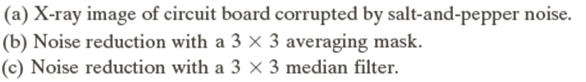 (a) X-ray image of circuit board corrupted by salt-and-pepper noise.
(b) Noise reduction with a 3 × 3 averaging mask.
(c) Noise reduction with a 3 × 3 median filter.